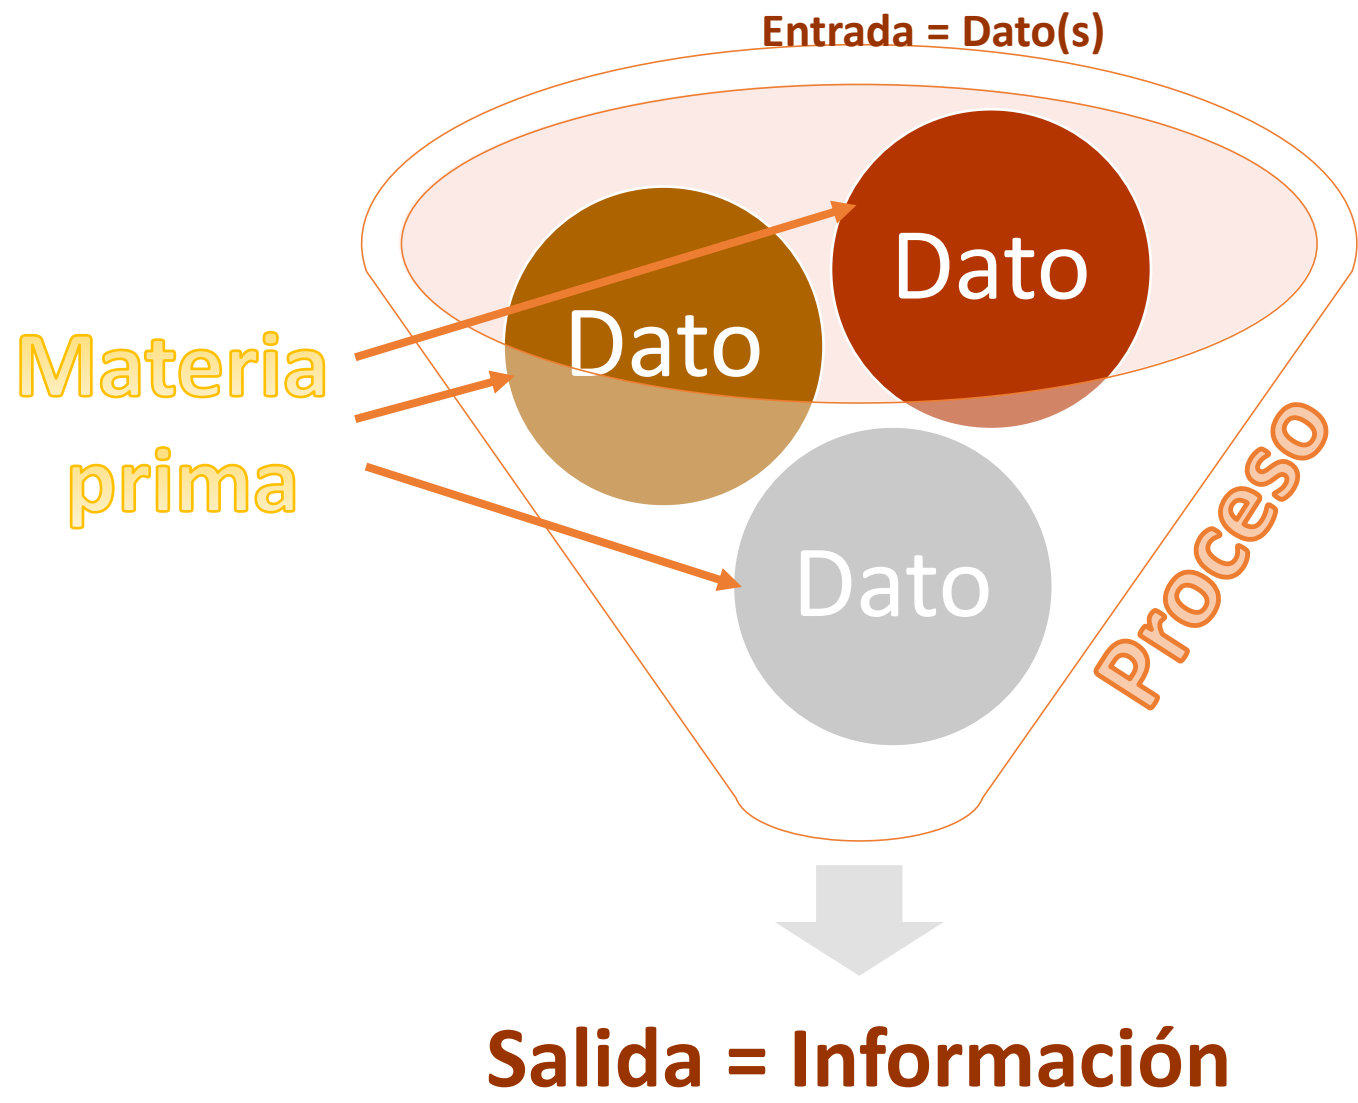 Entrada = Dato(s)
Dato
Dato
Materia
prima
Dato
Proceso
Salida = Información